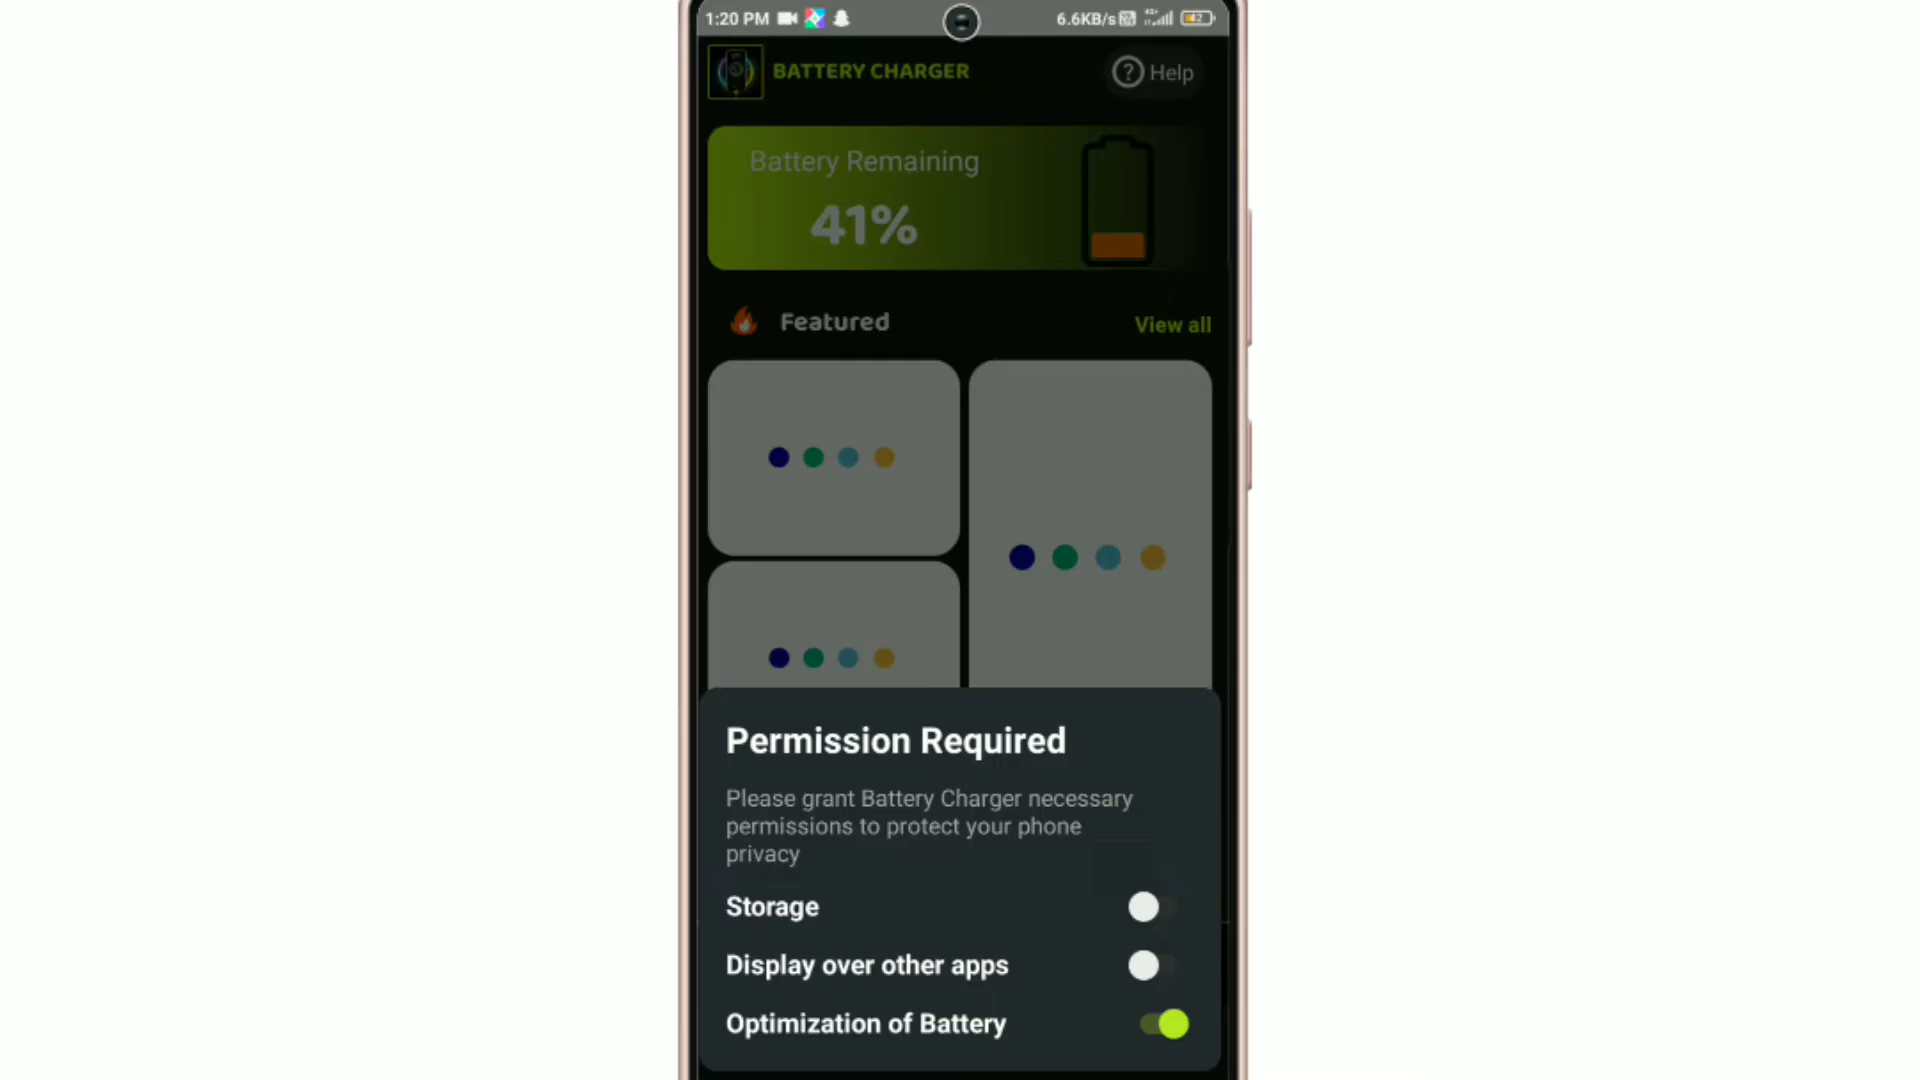 1:20 PM 6.6KB/s 42
BATTERY CHARGER
? Help
Battery Remaining
41%
Featured View all
Permission Required
Please grant Battery Charger necessary
permissions to protect your phone
privacy
Storage
Display over other apps
Optimization of Battery